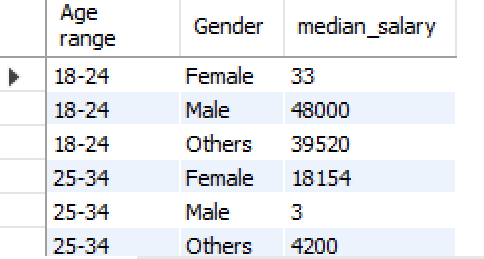 Age range Gender median_salary
18-24 Female 33
18-24 Male 48000
18-24 Others 39520
25-34 Female 18154
25-34 Male 3
25-34 Others 4200